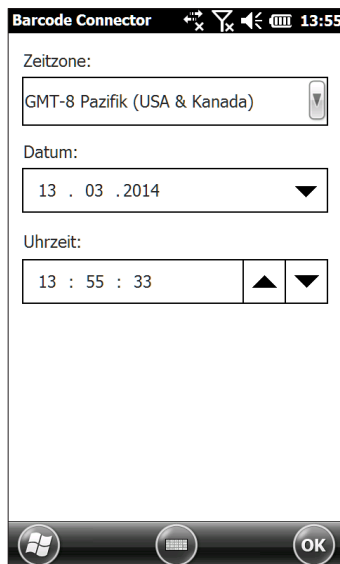 Barcode Connector 13:55
Zeitzone:
GMT-8 Pazifik (USA & Kanada)
Datum:
13 . 03 .2014
Uhrzeit:
13 : 55 : 33
OK